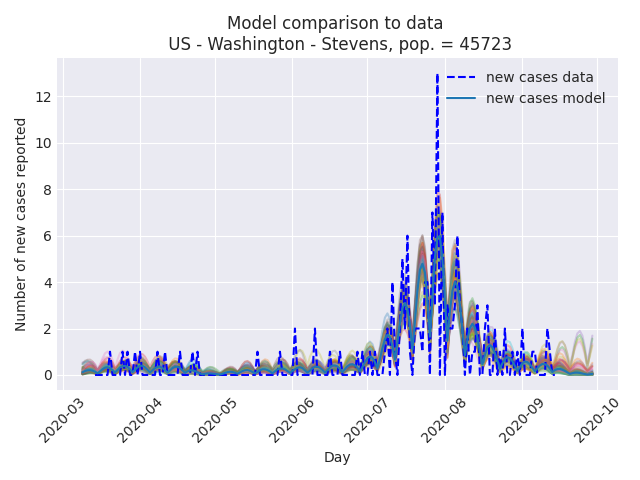 Model comparison to data
US - Washington - Stevens, pop. = 45723
new cases data
new cases model
Number of new cases reported
12
10
8
6
4
2
0
2020-03
2020-04
2020-05
2020-06
2020-07
2020-08
2020-09
2020-10
Day